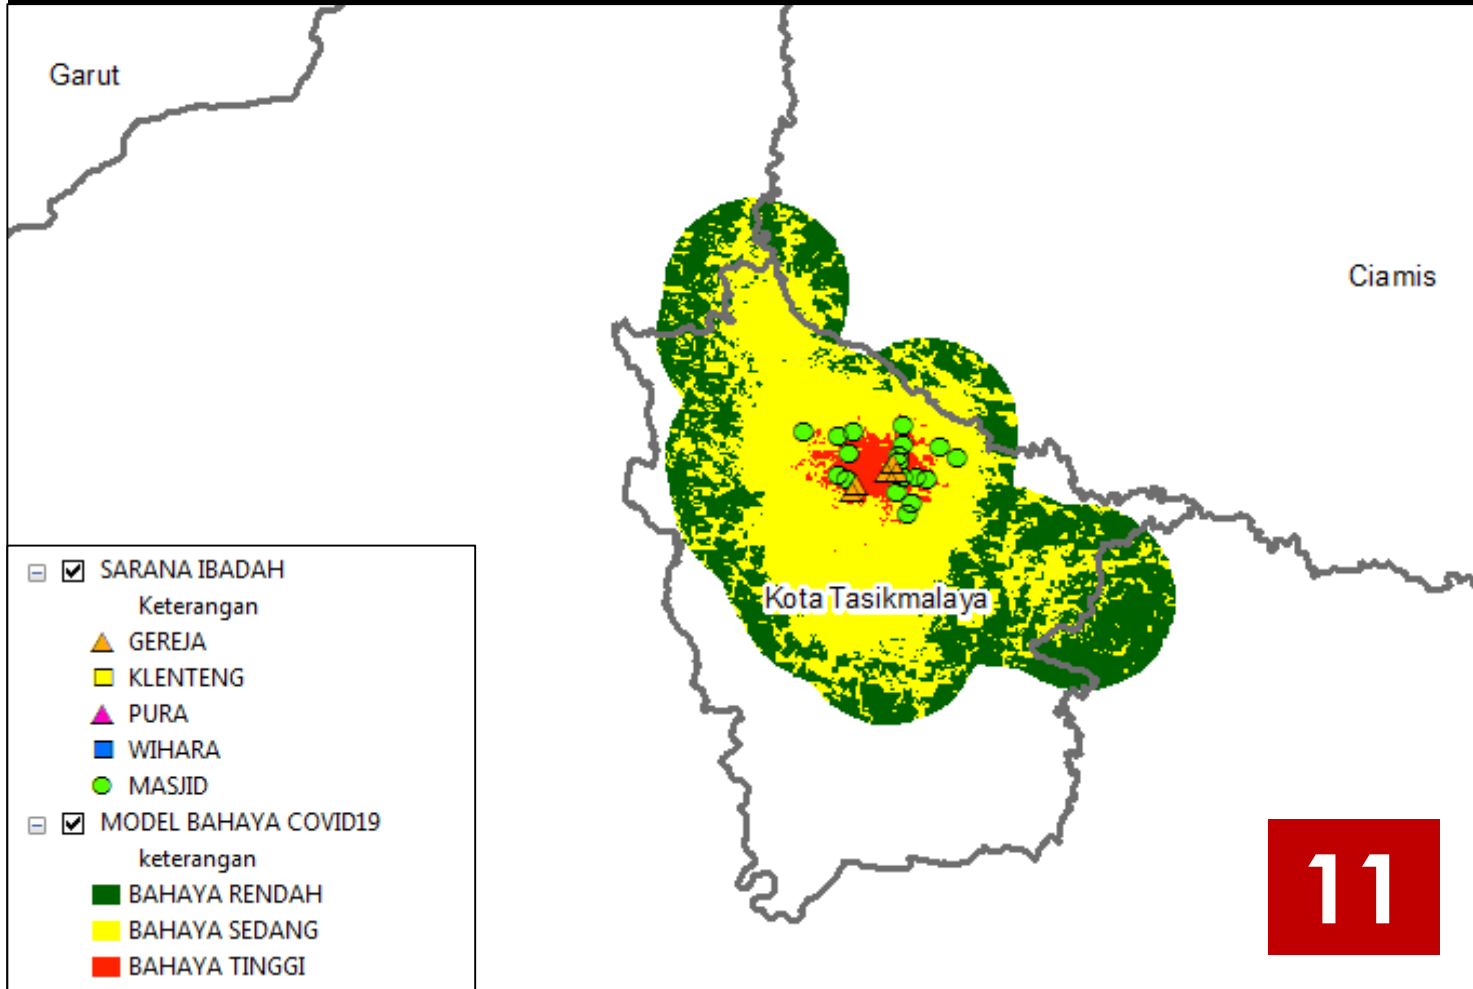 Garut
Ciamis
Kota Tasikmalaya
SARANA IBADAH
Keterangan
GEREJA
KLENTENG
PURA
WIHARA
MASJID
MODEL BAHAYA COVID19
keterangan
BAHAYA RENDAH
BAHAYA SEDANG
BAHAYA TINGGI
11